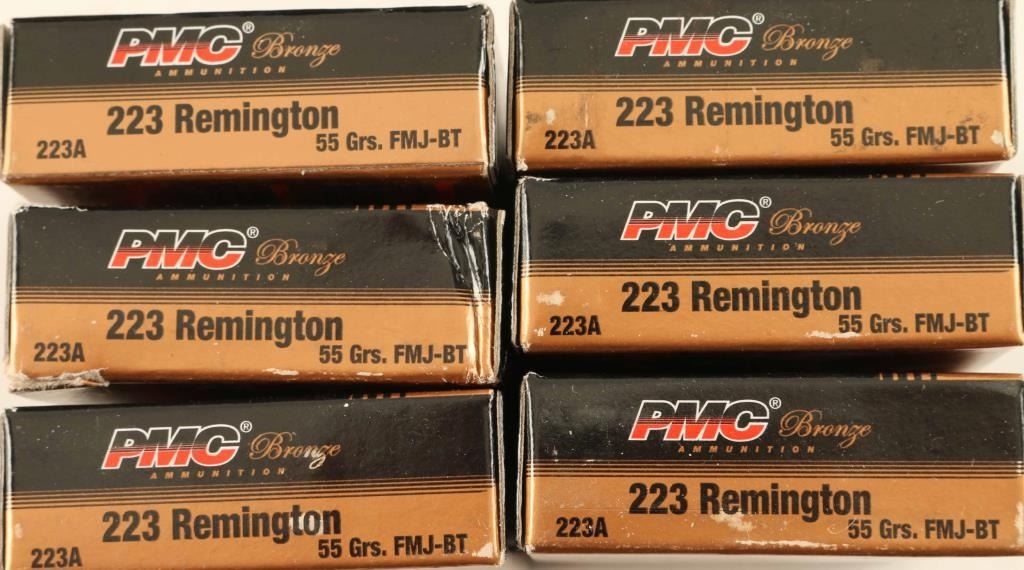 PMC® Bronze
AMMUNITION
223 Remington
223A 55 Grs. FMJ-BT
PMC® Bronze
AMMUNITION
223 Remington
223A 55 Grs. FMJ-BT
PMC® Bronze
AMMUNITION
223 Remington
223A 55 Grs. FMJ-BT
PMC® Bronze
AMMUNITION
223 Remington
223A 55 Grs. FMJ-BT
PMC® Bronze
AMMUNITION
223 Remington
223A 55 Grs. FMJ-BT
PMC® Bronze
AMMUNITION
223 Remington
223A 55 Grs. FMJ-BT